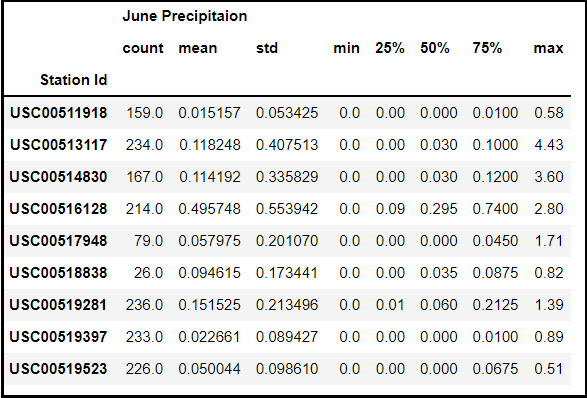 June Precipitaion
count mean std min 25% 50% 75% max
Station Id
USC00511918 159.0 0.015157 0.053425 0.0 0.00 0.000 0.0100 0.58
USC00513117 234.0 0.118248 0.407513 0.0 0.00 0.030 0.1000 4.43
USC00514830 167.0 0.114192 0.335829 0.0 0.00 0.030 0.1200 3.60
USC00516128 214.0 0.495748 0.553942 0.0 0.09 0.295 0.7400 2.80
USC00517948 79.0 0.057975 0.201070 0.0 0.00 0.000 0.0450 1.71
USC00518838 26.0 0.094615 0.173441 0.0 0.00 0.035 0.0875 0.82
USC00519281 236.0 0.151525 0.213496 0.0 0.01 0.060 0.2125 1.39
USC00519397 233.0 0.022661 0.089427 0.0 0.00 0.000 0.0100 0.89
USC00519523 226.0 0.050044 0.098610 0.0 0.00 0.000 0.0675 0.51